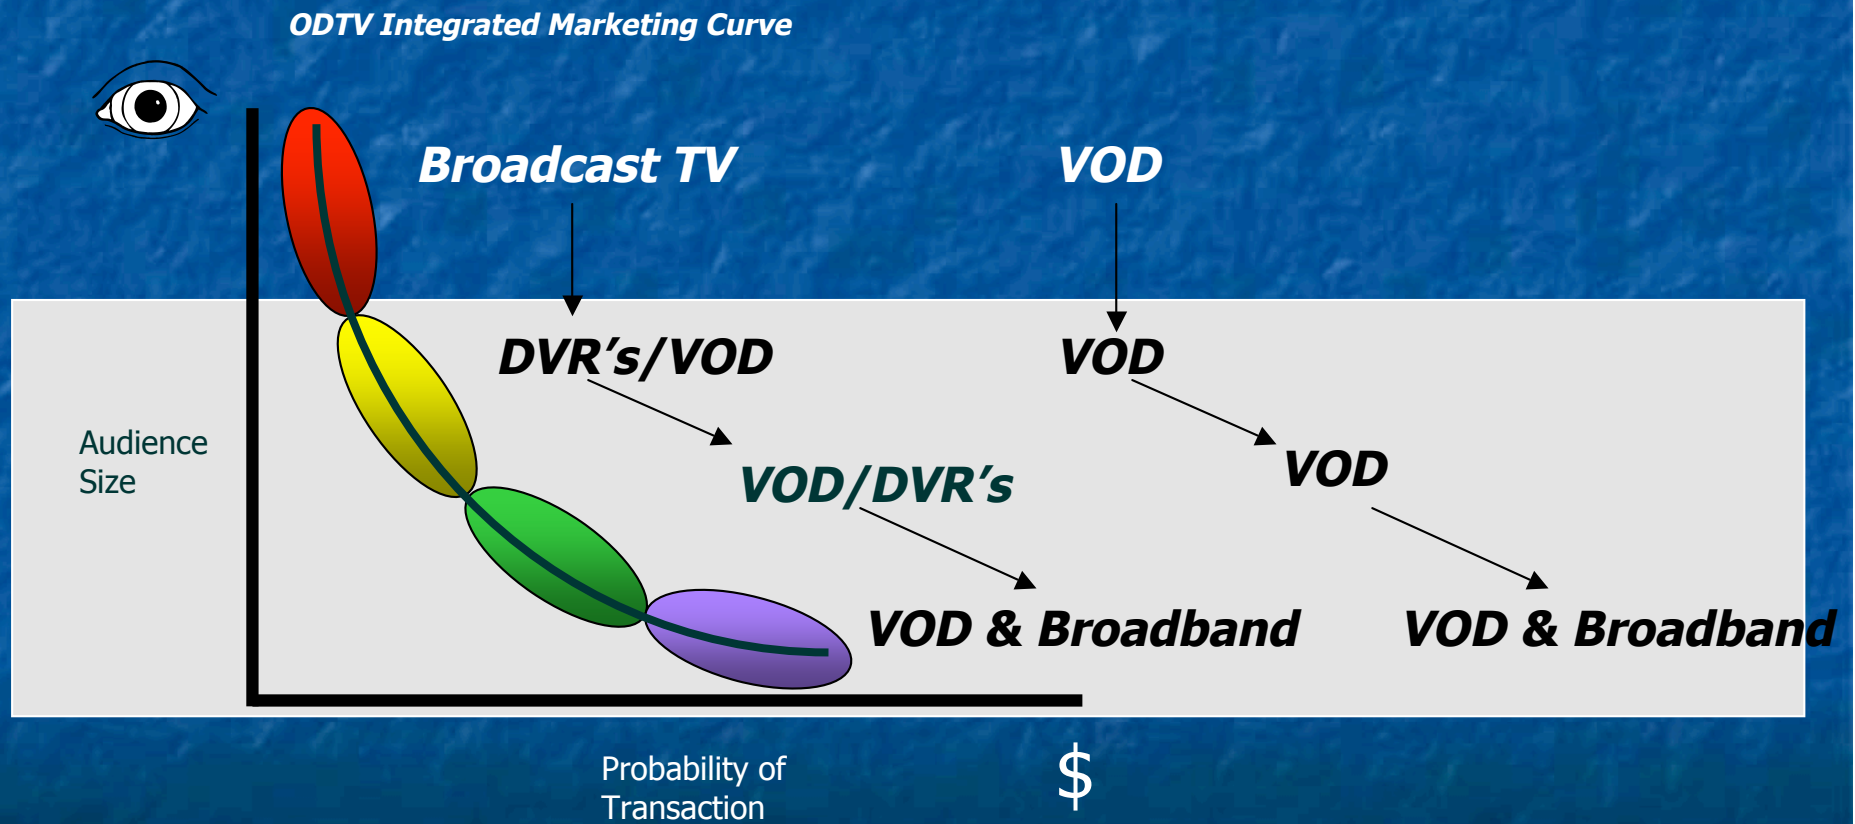 ODTV Integrated Marketing Curve
Broadcast TV
VOD
DVR’s/VOD
VOD
Audience
Size
VOD/DVR’s
VOD
VOD & Broadband
VOD & Broadband
Probability of
Transaction
$